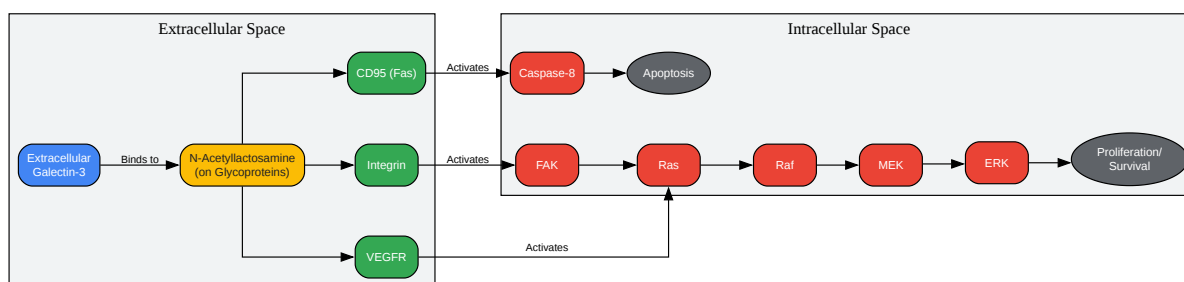 Extracellular Space
Intracellular Space
CD95 (Fas)
Activates
Caspase-8
Apoptosis
Extracellular
Galectin-3
Binds to
N-Acetyllactosamine
(on Glycoproteins)
Integrin
Activates
FAK
Ras
Raf
MEK
ERK
Proliferation/
Survival
VEGFR
Activates